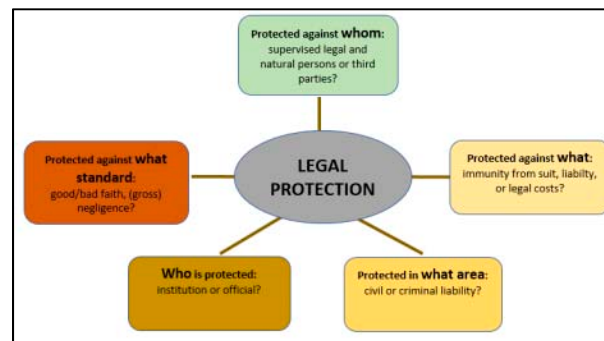 Protected against whom:
supervised legal and
natural persons or third
parties?
Protected against what
standard:
good/bad faith, (gross)
negligence?
LEGAL
PROTECTION
Protected against what:
immunity from suit, liabilty,
or legal costs?
Who is protected:
institution or official?
Protected in what area:
civil or criminal liability?